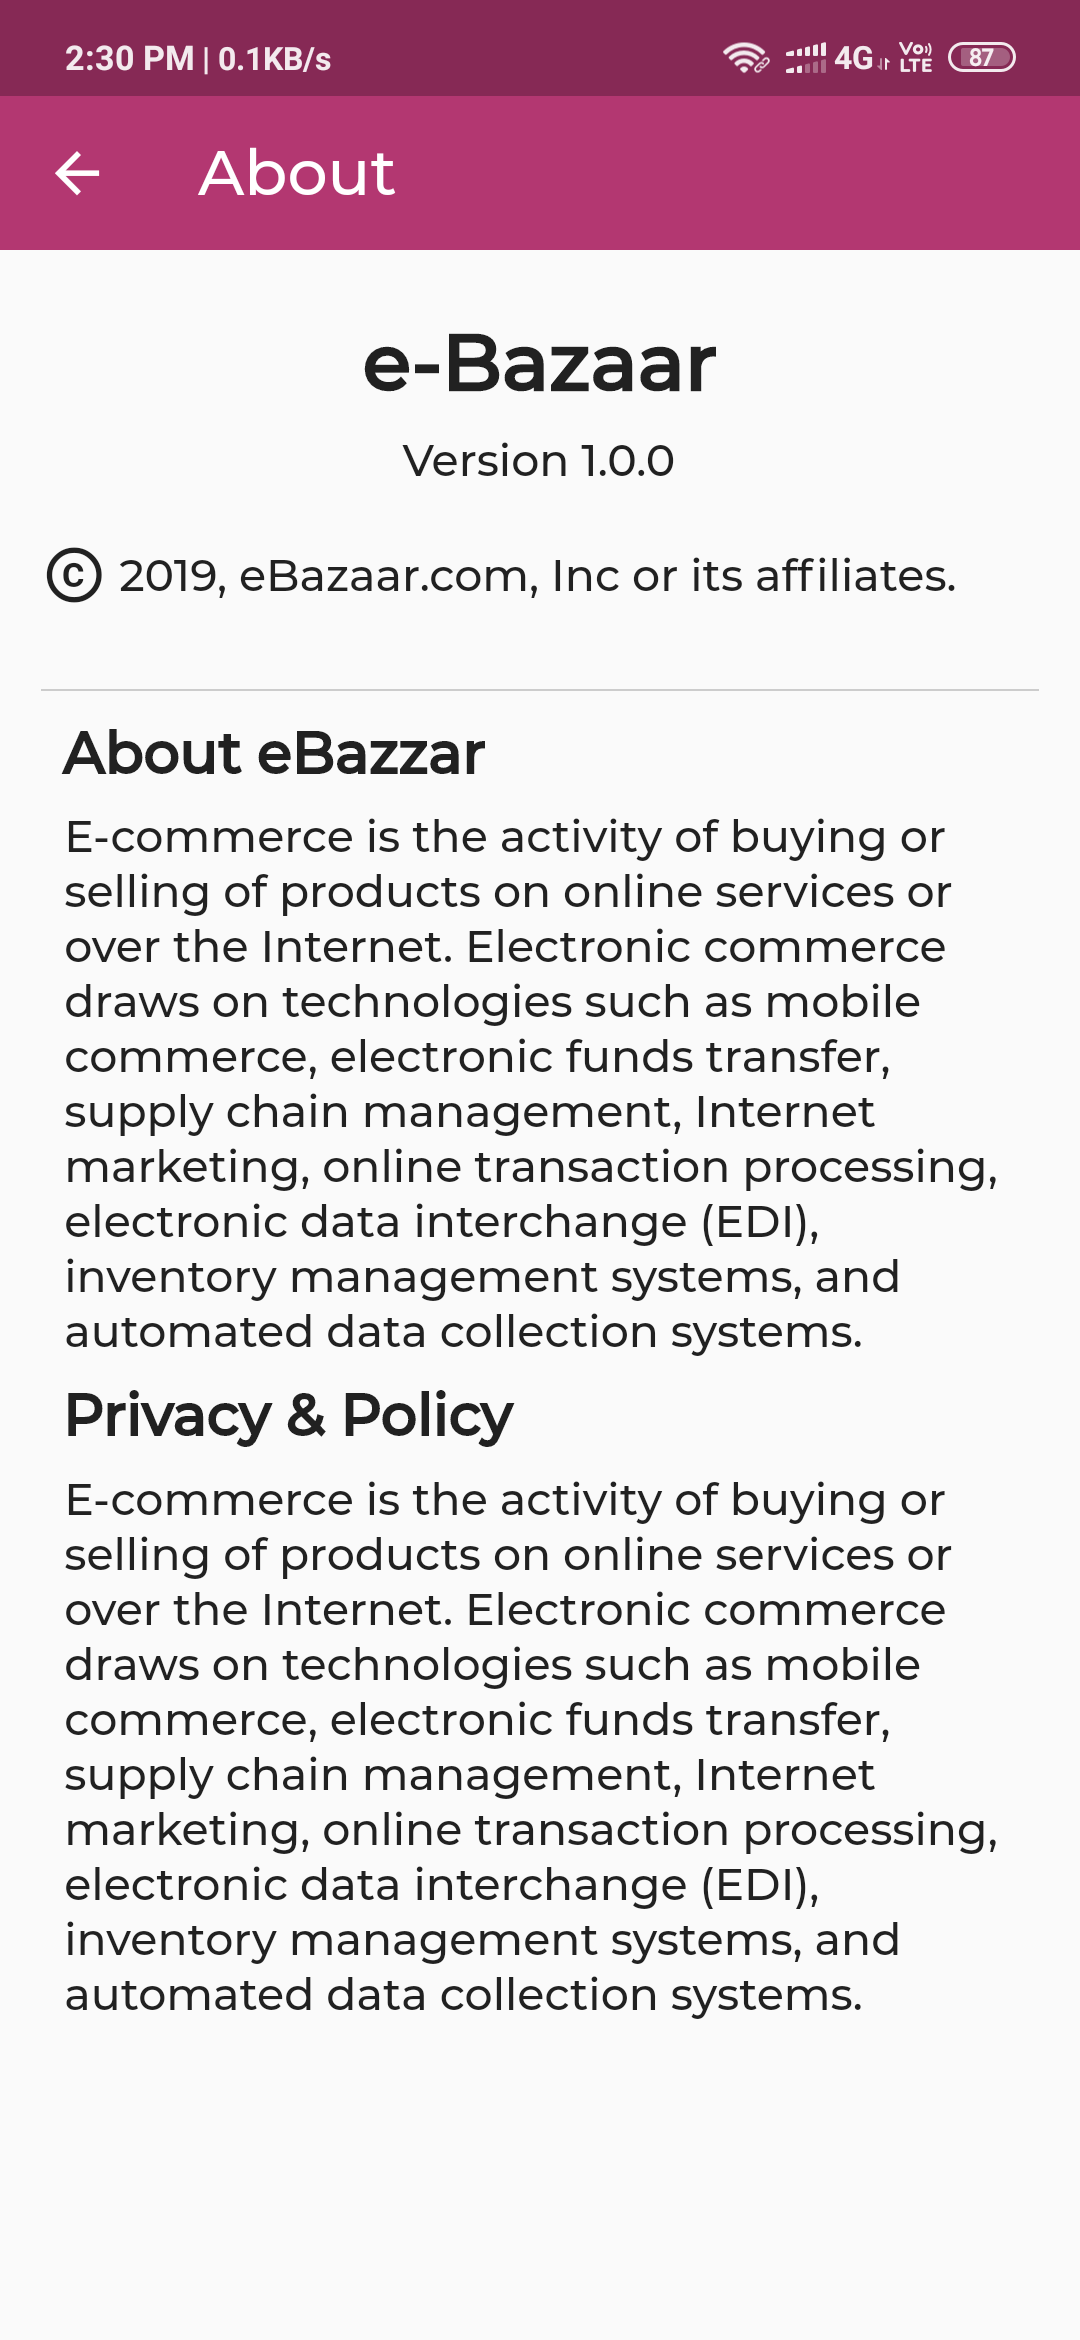 2:30 PM | 0.1KB/s 4G Vo) LTE 87
About
e-Bazaar
Version 1.0.0
© 2019, eBazaar.com, Inc or its affiliates.
About eBazzar
E-commerce is the activity of buying or
selling of products on online services or
over the Internet. Electronic commerce
draws on technologies such as mobile
commerce, electronic funds transfer,
supply chain management, Internet
marketing, online transaction processing,
electronic data interchange (EDI),
inventory management systems, and
automated data collection systems.
Privacy & Policy
E-commerce is the activity of buying or
selling of products on online services or
over the Internet. Electronic commerce
draws on technologies such as mobile
commerce, electronic funds transfer,
supply chain management, Internet
marketing, online transaction processing,
electronic data interchange (EDI),
inventory management systems, and
automated data collection systems.